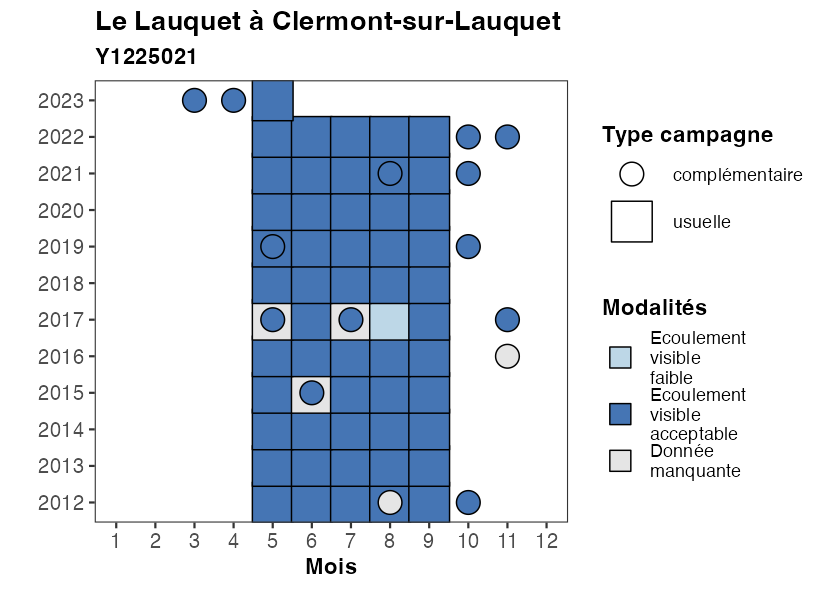 Le Lauquet à Clermont-sur-Lauquet
Y1225021
2023
2022
2021
2020
2019
2018
2017
2016
2015
2014
2013
2012
1 2 3 4 5 6 7 8 9 10 11 12
Mois
Type campagne
complémentaire
usuelle
Modalités
Ecoulement
visible
faible
Ecoulement
visible
acceptable
Donnée
manquante